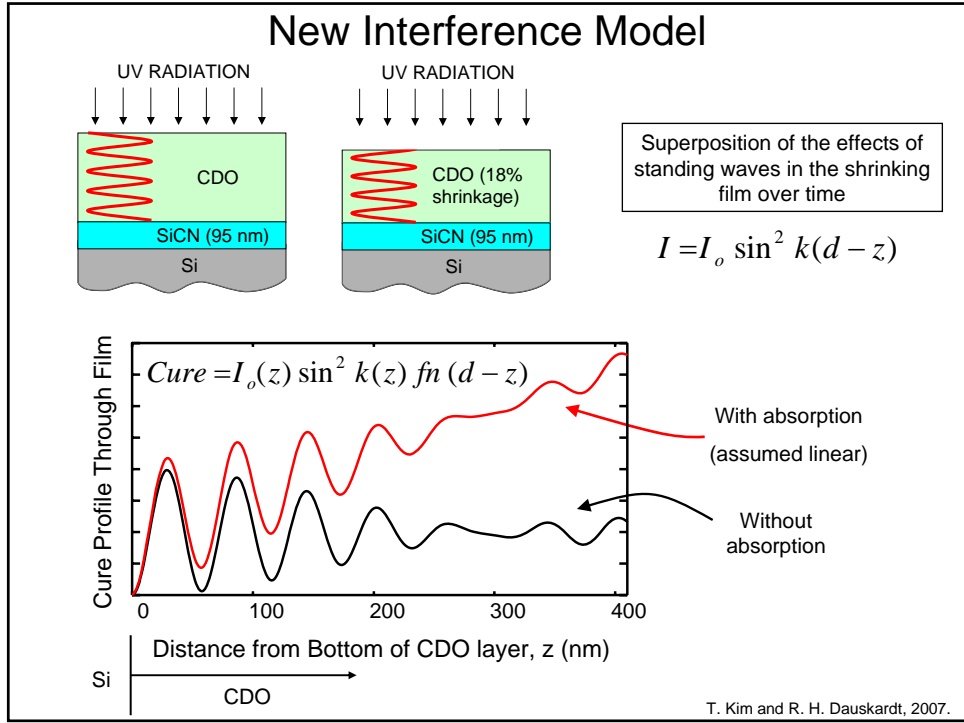 New Interference Model
UV RADIATION
CDO
SiCN (95 nm)
Si
UV RADIATION
CDO (18%
shrinkage)
SiCN (95 nm)
Si
Superposition of the effects of
standing waves in the shrinking
film over time
I = I_o sin² k(d − z)
Cure Profile Through Film
Cure = I_o(z) sin² k(z) fn (d − z)
With absorption
(assumed linear)
Without
absorption
0 100 200 300 400
Distance from Bottom of CDO layer, z (nm)
Si
CDO
T. Kim and R. H. Dauskardt, 2007.